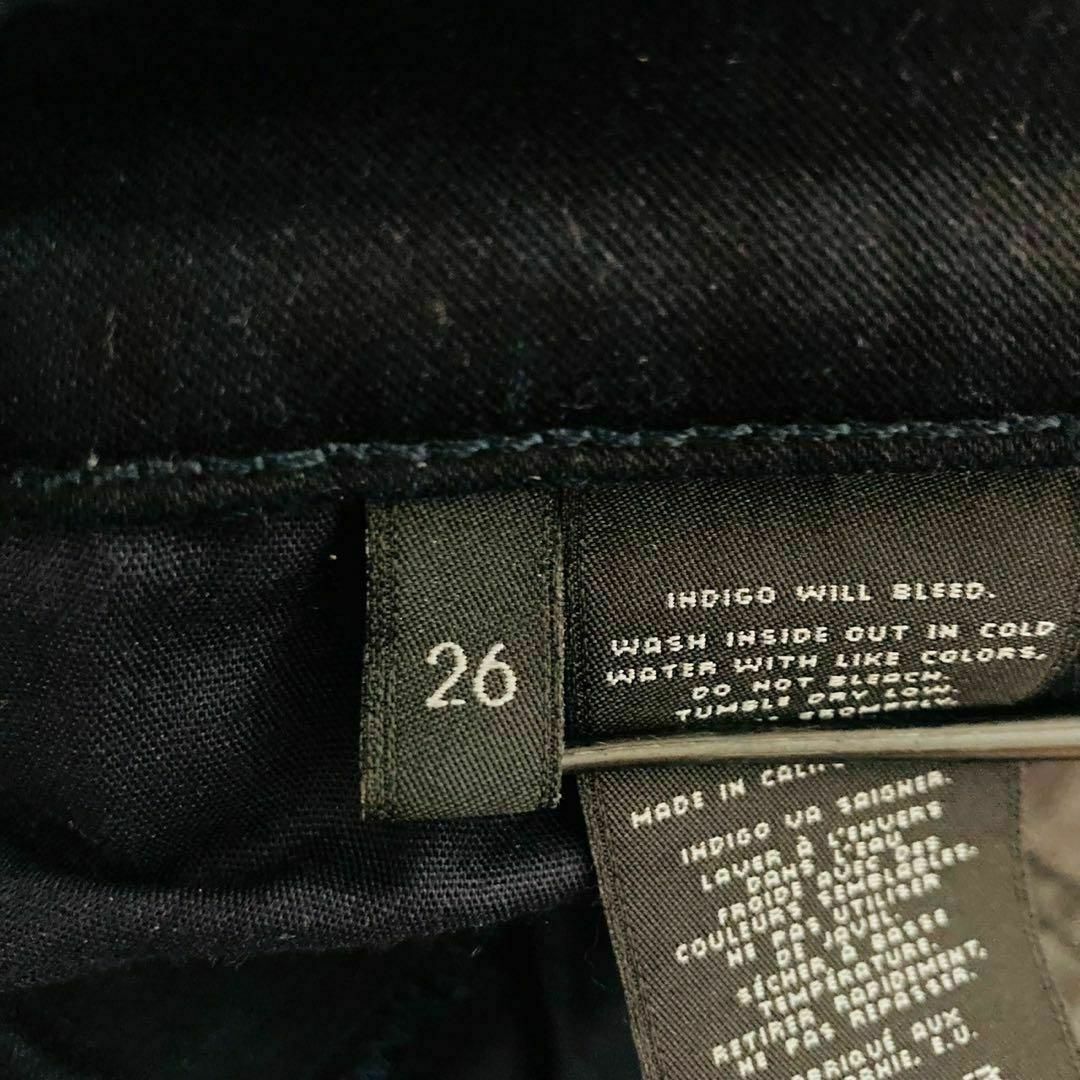 26
INDIGO WILL BLEED.
WASH INSIDE OUT IN COLD
WATER WITH LIKE COLORS.
DO NOT BLEACH.
TUMBLE DRY LOW.
MADE IN
INDIGO VA SAIGNER.
LAVER À L'ENVERS
DANS L'EAU
FROIDE AVEC DES
COULEURS SEMBLABLES.
NE PAS UTILISER
DE JAVEL.
SÉCHER À BASSE
TEMPÉRATURE.
RETIRER RAPIDEMENT.
NE PAS REPASSER.
AUX
E.U.